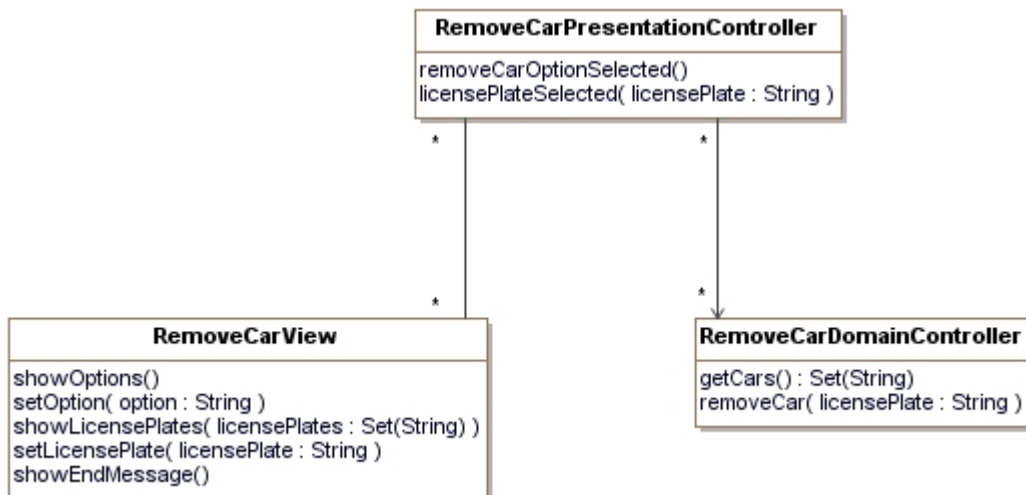 RemoveCarPresentationController
removeCarOptionSelected()
licensePlateSelected( licensePlate : String )
* *
* *
RemoveCarView
showOptions()
setOption( option : String )
showLicensePlates( licensePlates : Set(String) )
setLicensePlate( licensePlate : String )
showEndMessage()
RemoveCarDomainController
getCars() : Set(String)
removeCar( licensePlate : String )